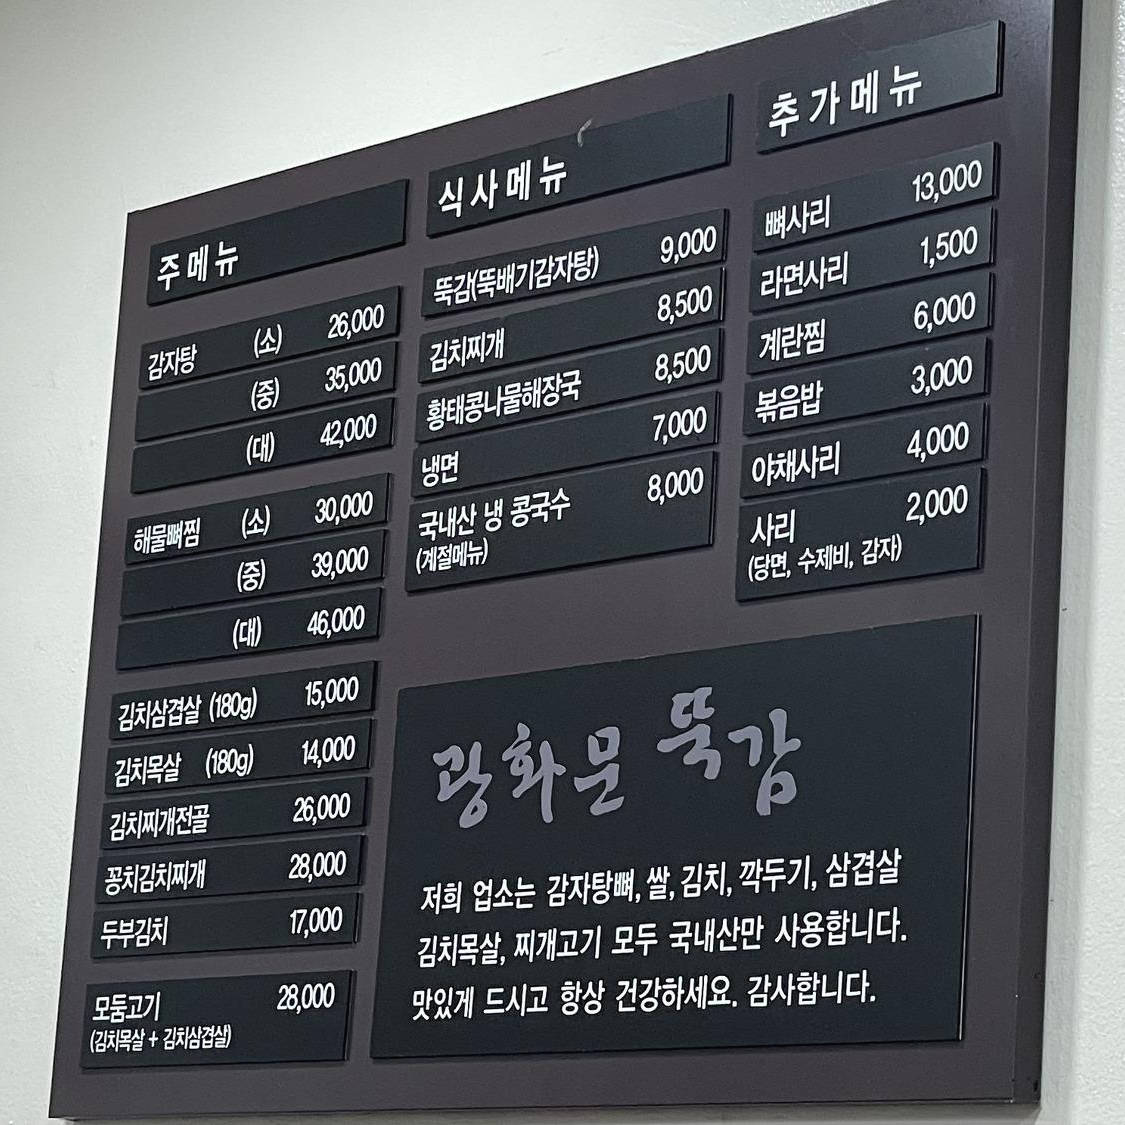 주메뉴
감자탕 (소) 26,000
(중) 35,000
(대) 42,000
해물뼈찜 (소) 30,000
(중) 39,000
(대) 46,000
김치삼겹살 (180g) 15,000
김치목살 (180g) 14,000
김치찌개전골 26,000
꽁치김치찌개 28,000
두부김치 17,000
모둠고기 28,000
(김치목살 + 김치삼겹살)
식사메뉴
뚝감(뚝배기감자탕) 9,000
김치찌개 8,500
황태콩나물해장국 8,500
냉면 7,000
국내산 냉 콩국수 8,000
(계절메뉴)
추가메뉴
뼈사리 13,000
라면사리 1,500
계란찜 6,000
볶음밥 3,000
야채사리 4,000
사리 2,000
(당면, 수제비, 감자)
광화문 뚝감
저희 업소는 감자탕뼈, 쌀, 김치, 깍두기, 삼겹살
김치목살, 찌개고기 모두 국내산만 사용합니다.
맛있게 드시고 항상 건강하세요. 감사합니다.